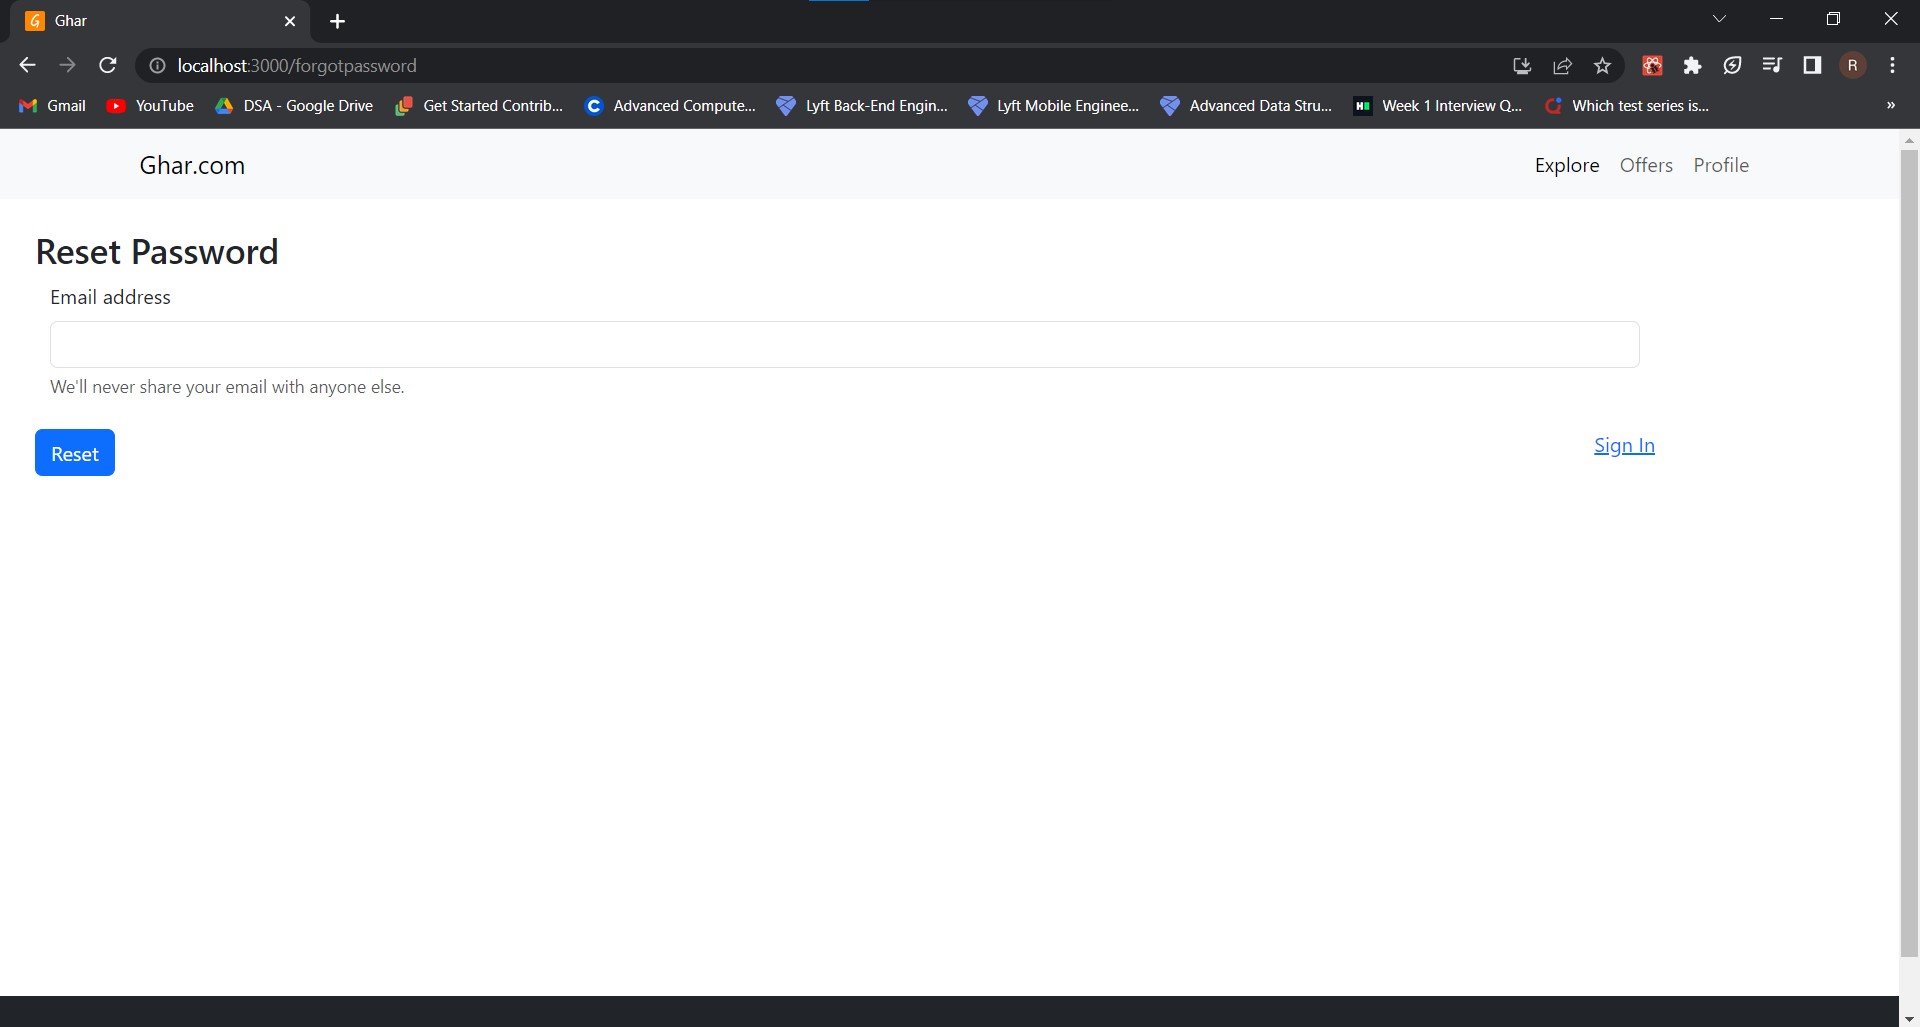 Ghar
localhost:3000/forgotpassword
R
Gmail YouTube DSA - Google Drive Get Started Contrib... Advanced Compute... Lyft Back-End Engin... Lyft Mobile Enginee... Advanced Data Stru... Week 1 Interview Q... Which test series is... »
Ghar.com Explore Offers Profile
Reset Password
Email address
We'll never share your email with anyone else.
Reset Sign In